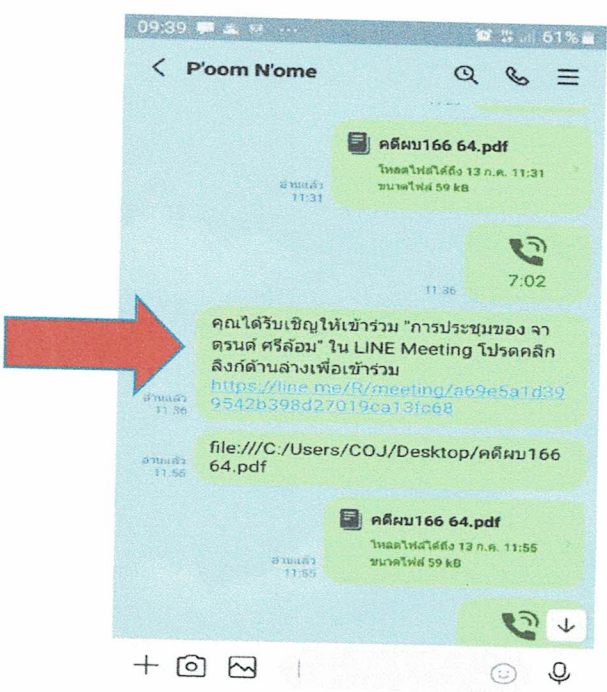 09:39
61%
P'oom N'ome
คดีผบ166 64.pdf
โหลดไฟล์ได้ถึง 13 ก.ค. 11:31
ขนาดไฟล์ 59 kB
อ่านแล้ว
11:31
7:02
11:36
คุณได้รับเชิญให้เข้าร่วม "การประชุมของ จา
ตุรนต์ ศรีล้อม" ใน LINE Meeting โปรดคลิก
ลิงก์ด้านล่างเพื่อเข้าร่วม
https://line.me/R/meeting/a69e5a1d39
9542b398d27019ca13fc68
อ่านแล้ว
11:36
file:///C:/Users/COJ/Desktop/คดีผบ166
64.pdf
อ่านแล้ว
11:55
คดีผบ166 64.pdf
โหลดไฟล์ได้ถึง 13 ก.ค. 11:55
ขนาดไฟล์ 59 kB
อ่านแล้ว
11:55